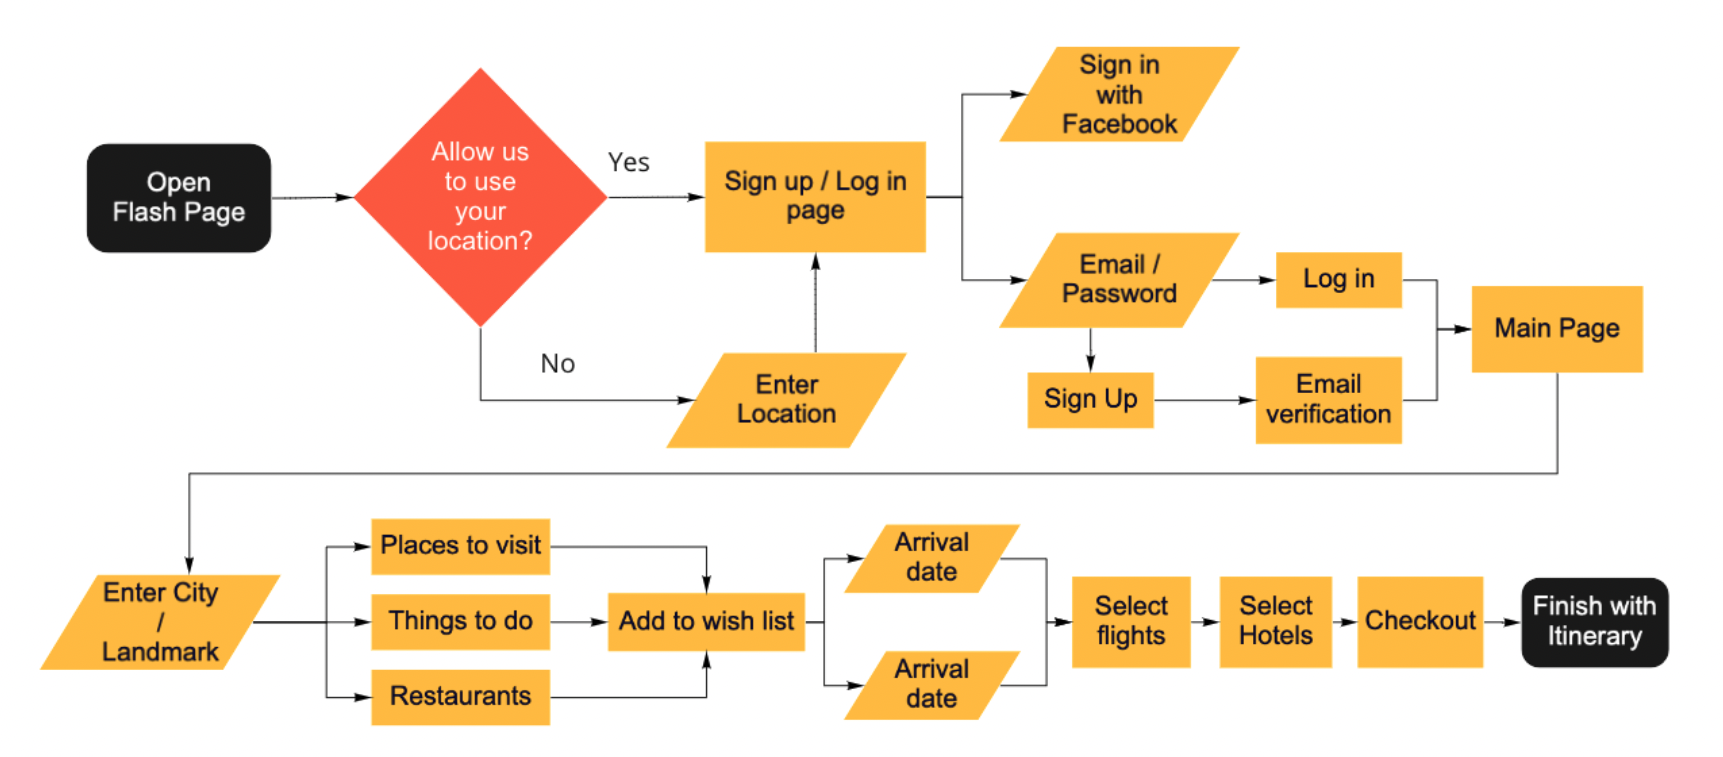 Open
Flash Page
Allow us
to use
your
location?
Yes
No
Enter
Location
Sign up / Log in
page
Sign in
with
Facebook
Email /
Password
Log in
Sign Up
Email
verification
Main Page
Enter City
/
Landmark
Places to visit
Things to do
Restaurants
Add to wish list
Arrival
date
Arrival
date
Select
flights
Select
Hotels
Checkout
Finish with
Itinerary